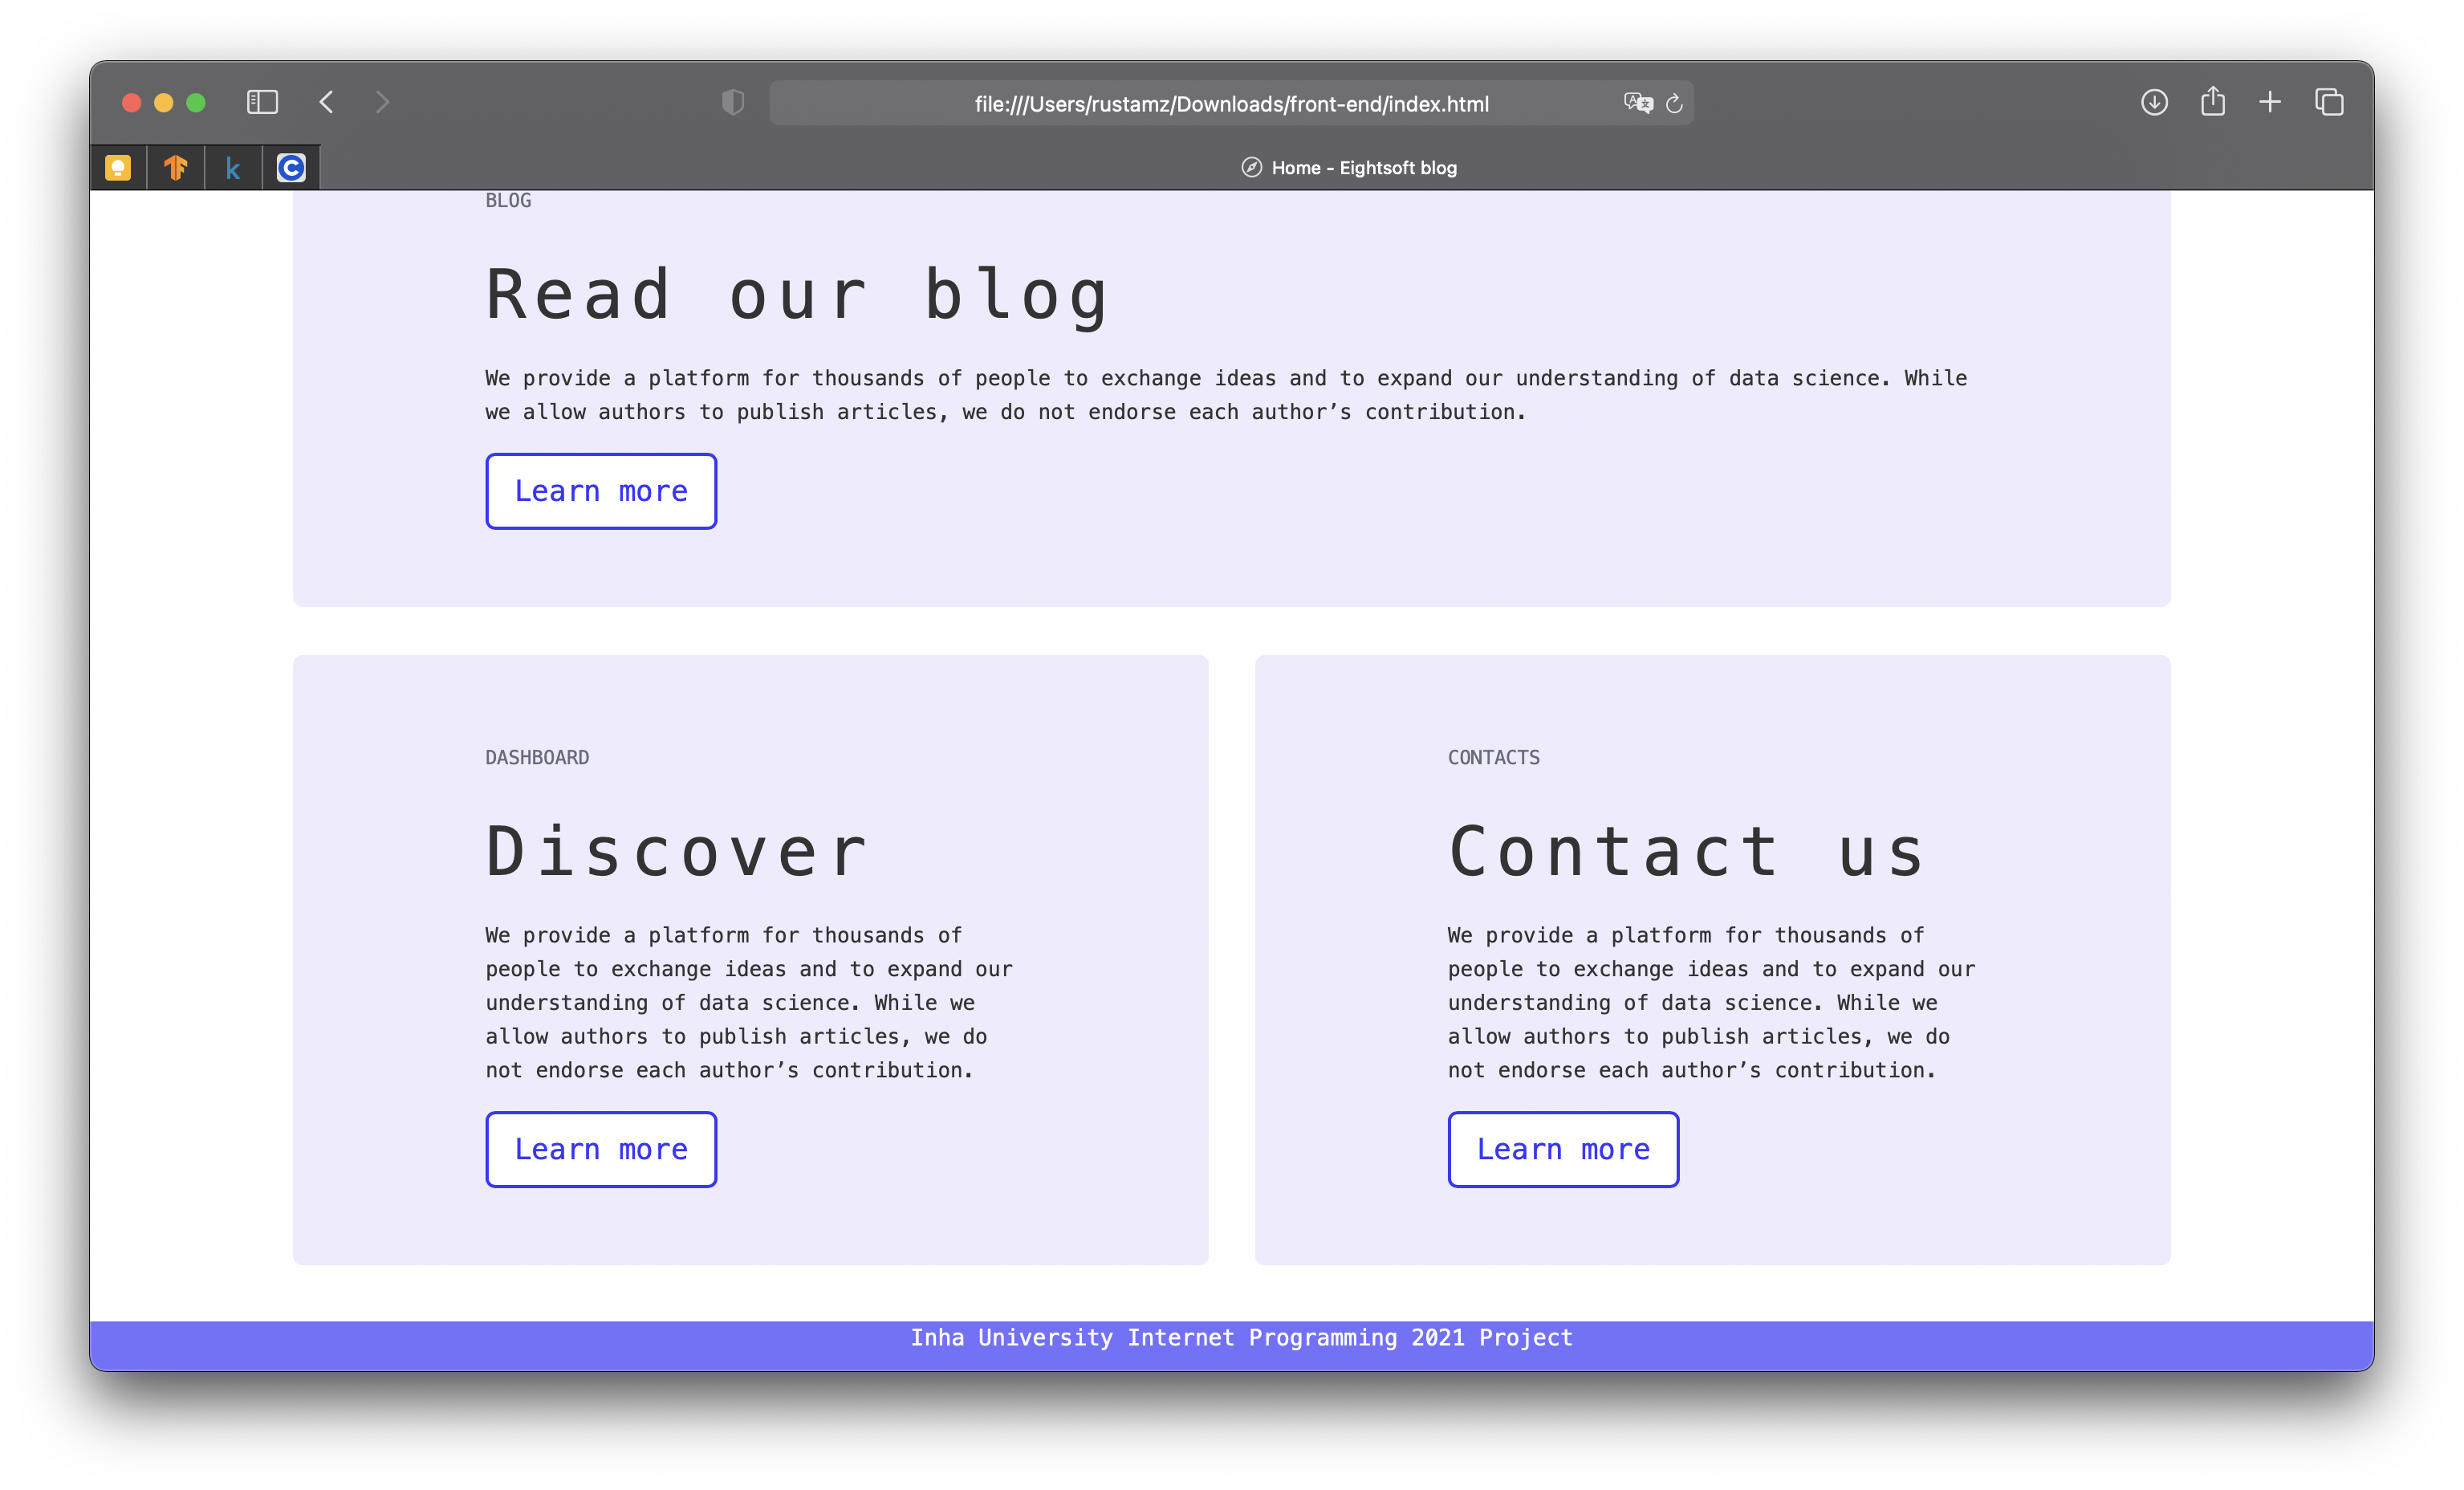 file:///Users/rustamz/Downloads/front-end/index.html
k
C
Home - Eightsoft blog
BLOG
Read our blog
We provide a platform for thousands of people to exchange ideas and to expand our understanding of data science. While
we allow authors to publish articles, we do not endorse each author’s contribution.
Learn more
DASHBOARD
Discover
We provide a platform for thousands of
people to exchange ideas and to expand our
understanding of data science. While we
allow authors to publish articles, we do
not endorse each author’s contribution.
Learn more
CONTACTS
Contact us
We provide a platform for thousands of
people to exchange ideas and to expand our
understanding of data science. While we
allow authors to publish articles, we do
not endorse each author’s contribution.
Learn more
Inha University Internet Programming 2021 Project